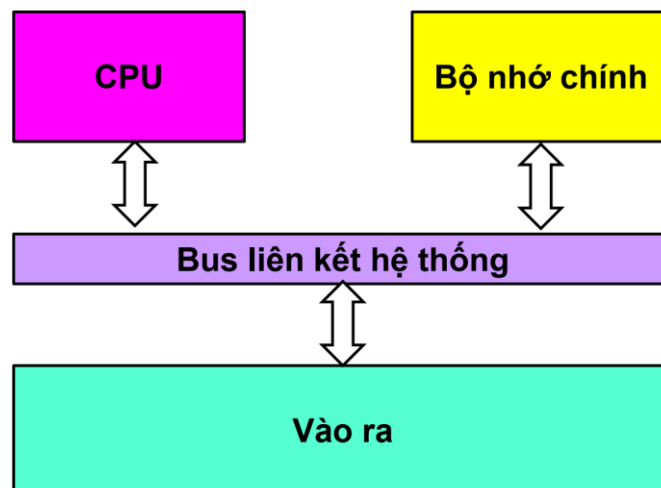 CPU
Bộ nhớ chính
Bus liên kết hệ thống
Vào ra